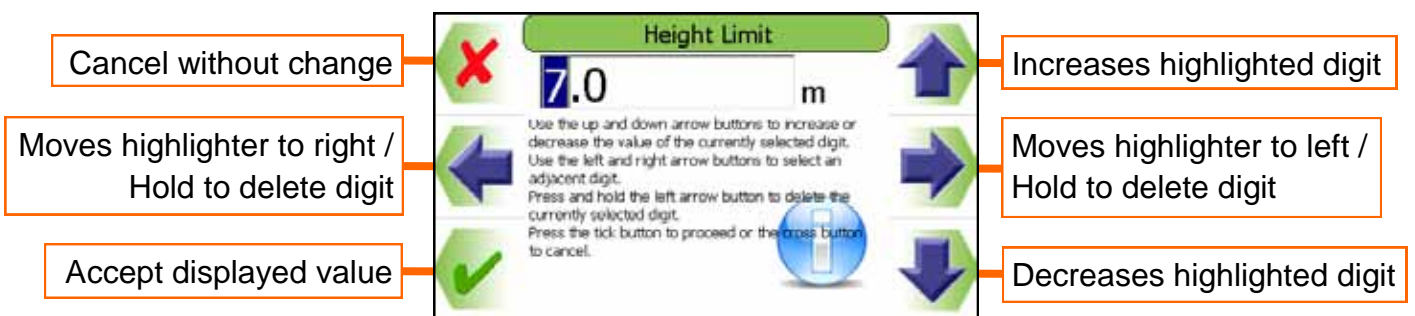 Cancel without change
Moves highlighter to right /
Hold to delete digit
Accept displayed value
Height Limit
7.0
m
Use the up and down arrow buttons to increase or
decrease the value of the currently selected digit.
Use the left and right arrow buttons to select an
adjacent digit.
Press and hold the left arrow button to delete the
currently selected digit.
Press the tick button to proceed or the cross button
to cancel.
Increases highlighted digit
Moves highlighter to left /
Hold to delete digit
Decreases highlighted digit